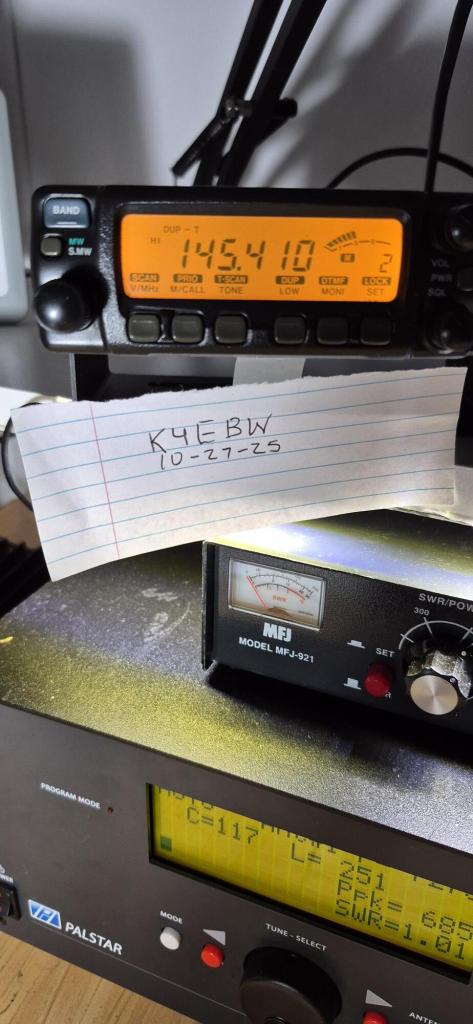 BAND
MW
S.MW
DUP - T
HI
145.410
M
2
SCAN PRIO T-SCAN DUP DTMF LOCK
V/MHz M/CALL TONE LOW MONI SET
VOL
PWR
SQL
K4EBW
10-27-25
SWR
MFJ
MODEL MFJ-921
SET
SWR/POW
300
PROGRAM MODE
C=117 L= 251
PPK= 685
SWR=1.01
PALSTAR
MODE
TUNE - SELECT
ANTEN